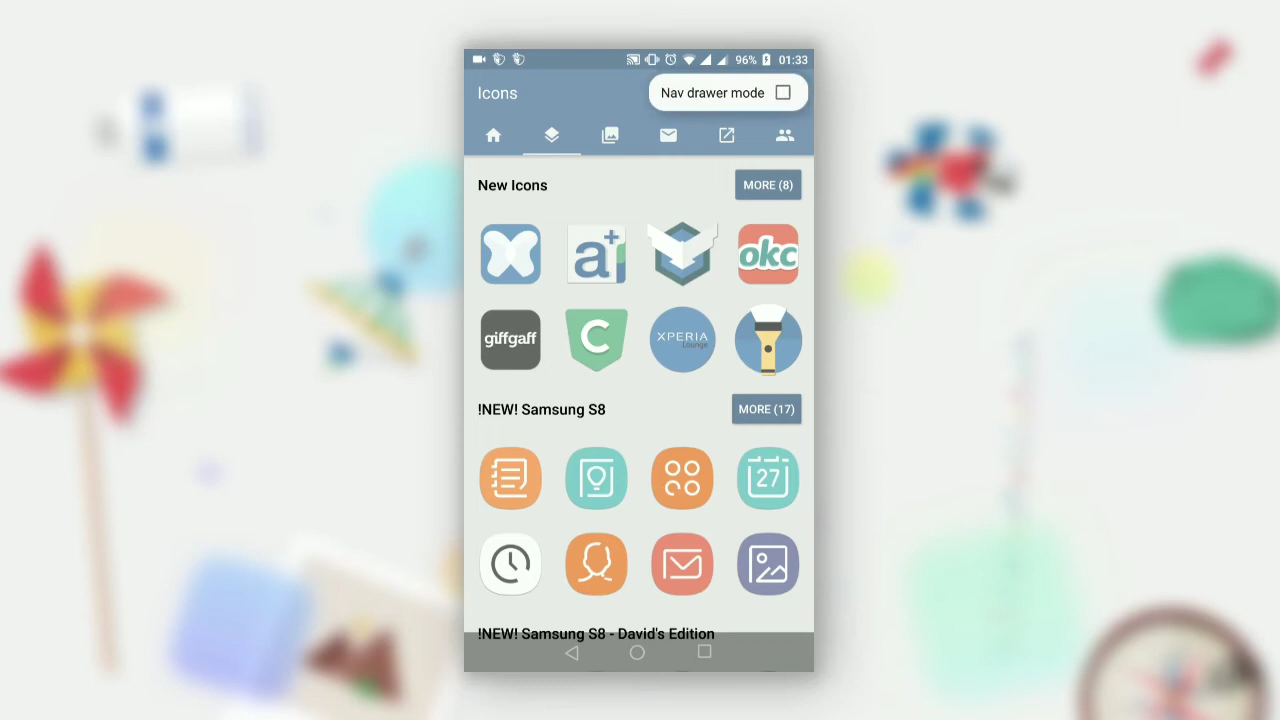 96% 01:33
Icons
Nav drawer mode
New Icons
MORE (8)
a+
okc
giffgaff
C
XPERIA
Lounge
!NEW! Samsung S8
MORE (17)
27
!NEW! Samsung S8 - David's Edition